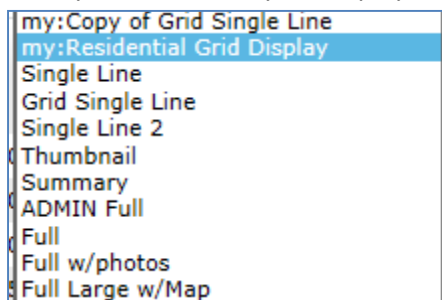 my:Copy of Grid Single Line
my:Residential Grid Display
Single Line
Grid Single Line
Single Line 2
Thumbnail
Summary
ADMIN Full
Full
Full w/photos
Full Large w/Map